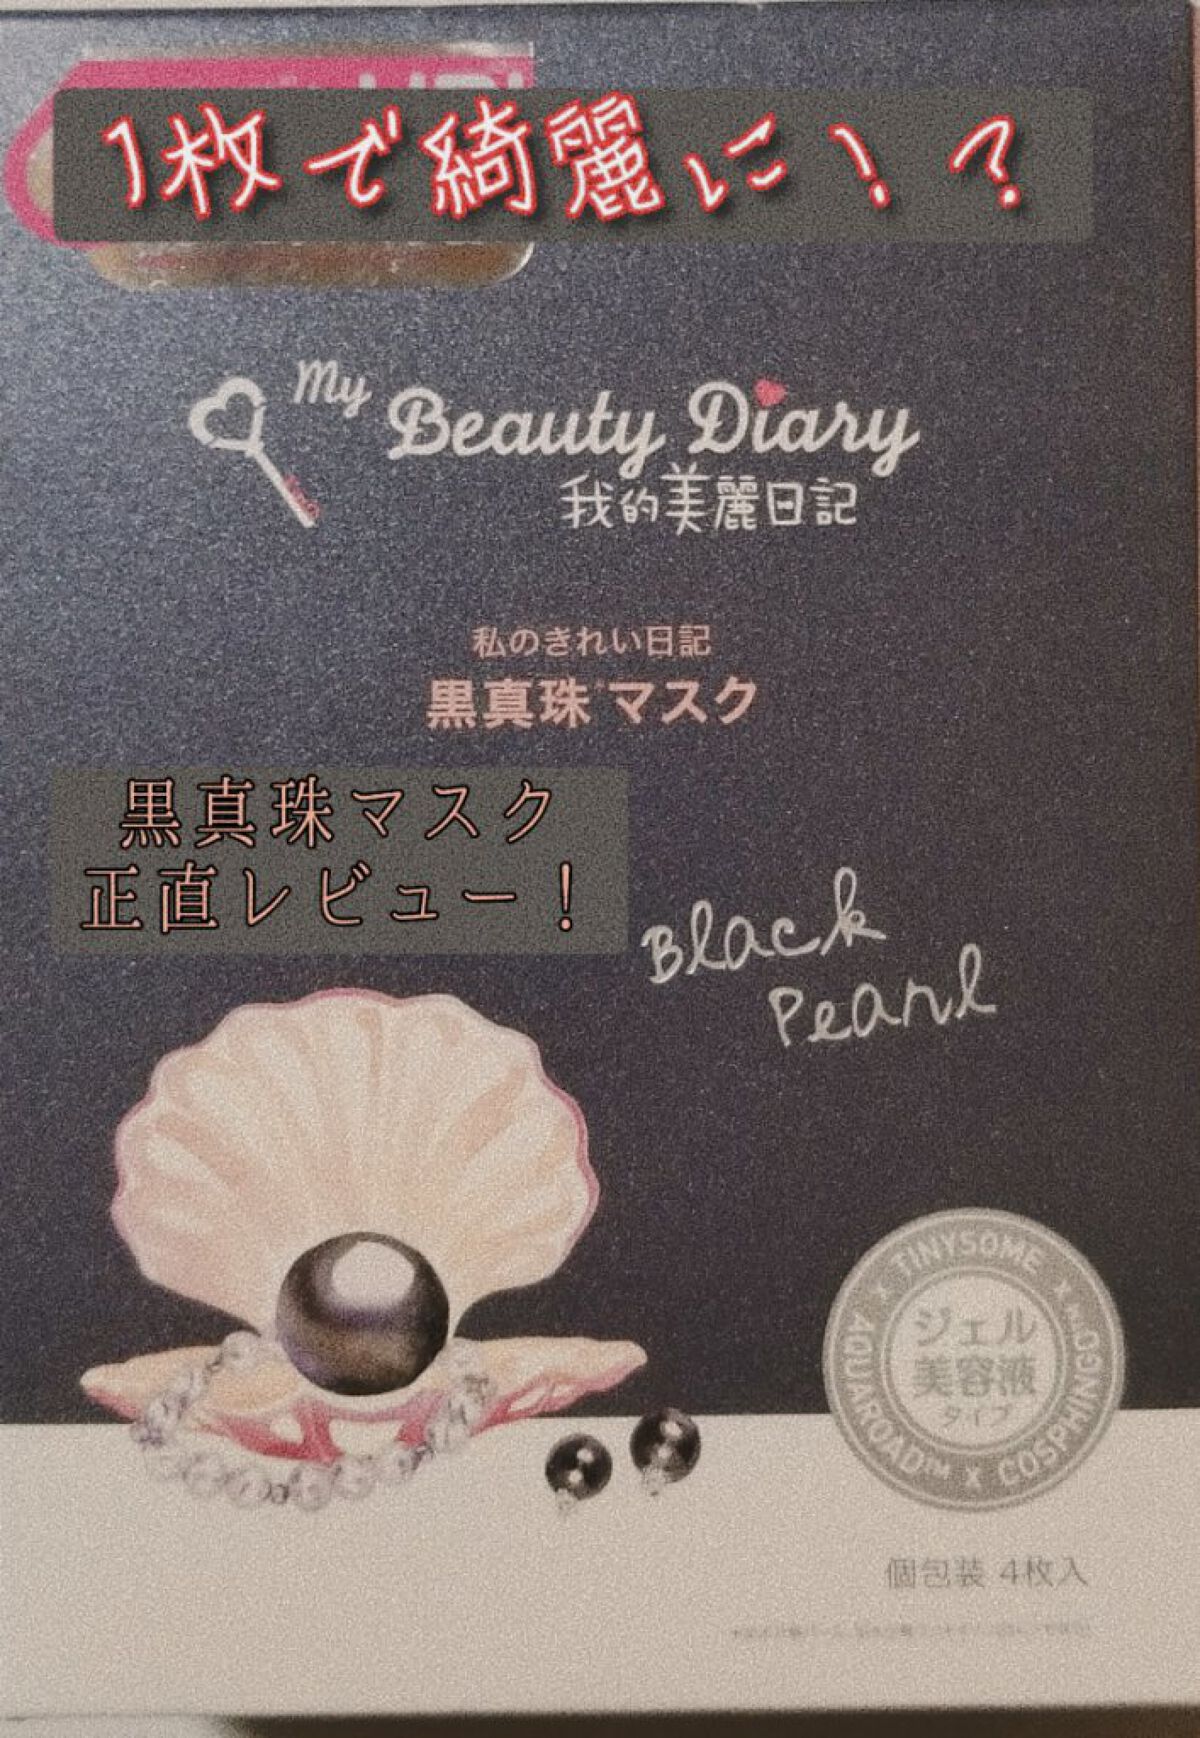 1枚で綺麗に!?
My Beauty Diary
我的美麗日記
私のきれい日記
黒真珠*マスク
黒真珠マスク
正直レビュー!
Black
Pearl
TINYSOME x
COSPHINGO™ x
AQUAROAD™ x
ジェル
美容液
タイプ
個包装 4枚入